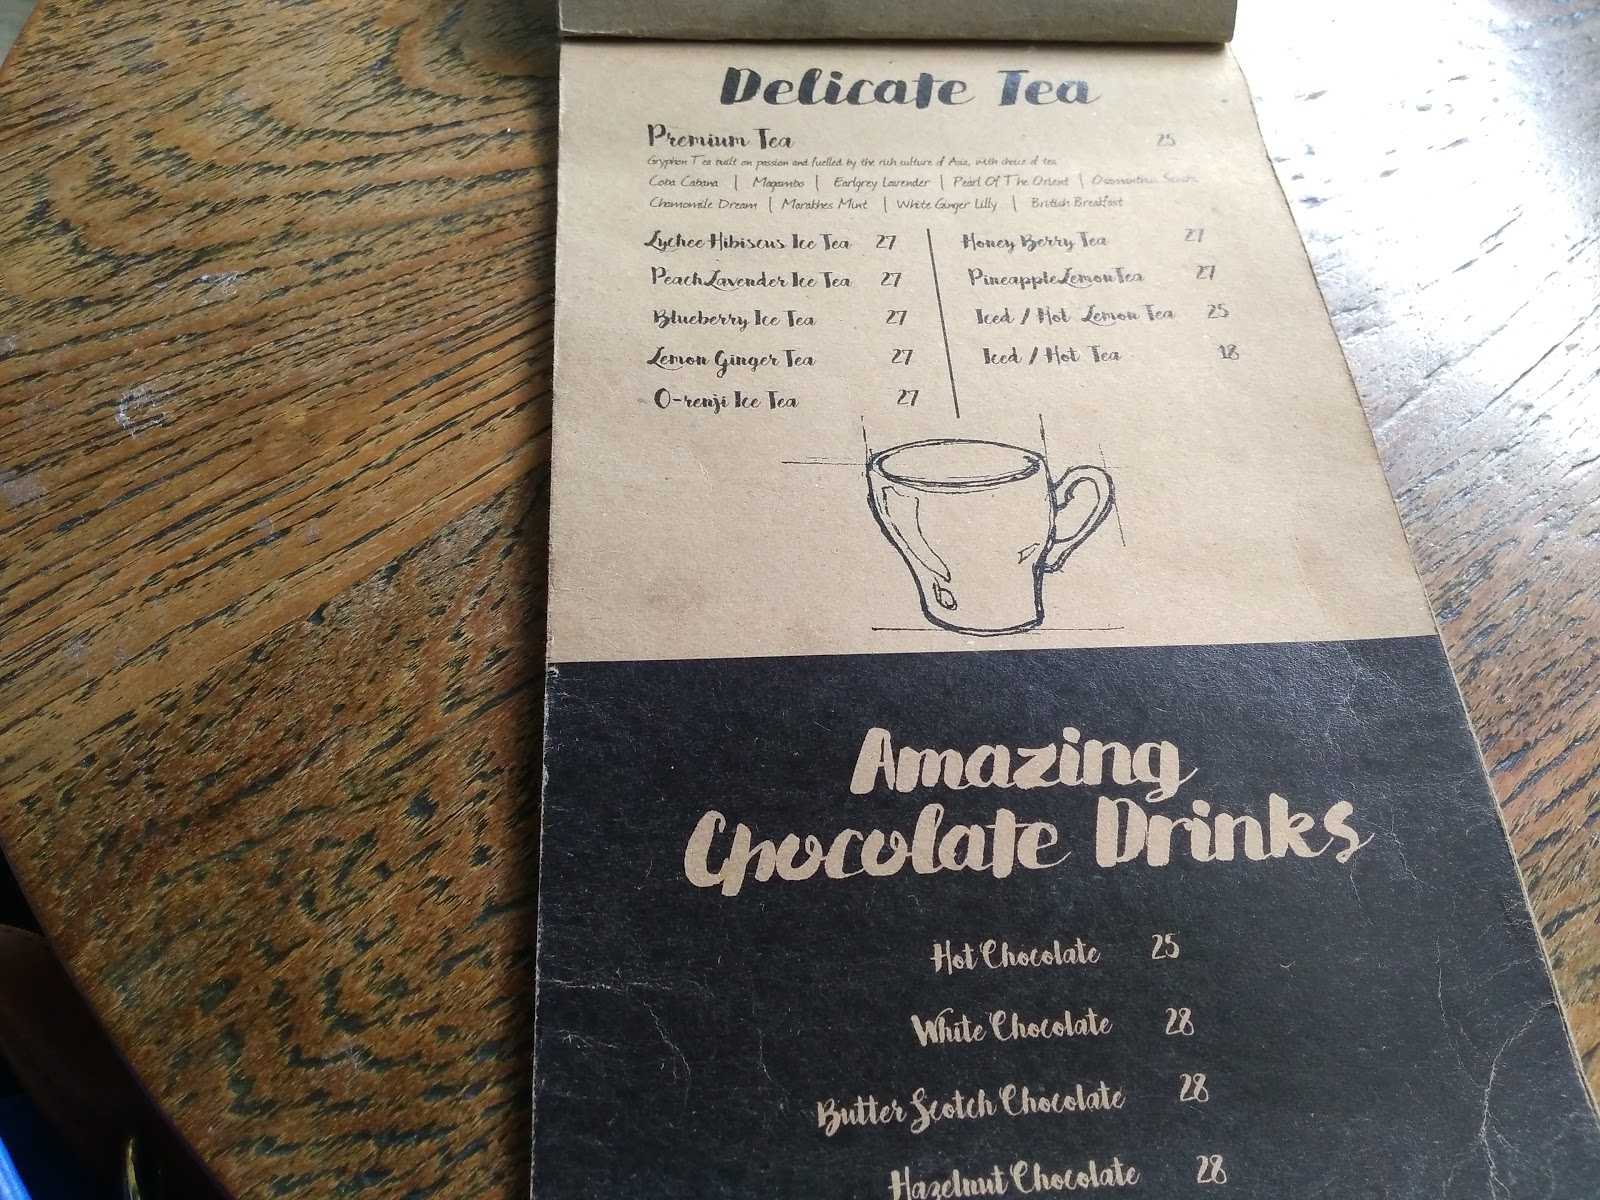 Delicate Tea
Premium Tea 25
Gryphon Tea built on passion and fuelled by the rich culture of Asia, with choice of tea
Coba Cabana | Magambo | Earlgrey Lavender | Pearl Of The Orient | Osmanthus Sencha
Chamomile Dream | Marakhes Mint | White Ginger Lilly | British Breakfast
Lychee Hibiscus Ice Tea 27
Peach Lavender Ice Tea 27
Blueberry Ice Tea 27
Lemon Ginger Tea 27
O-renji Ice Tea 27
Honey Berry Tea 27
Pineapple Lemon Tea 27
Iced / Hot Lemon Tea 25
Iced / Hot Tea 18
Amazing
Chocolate Drinks
Hot Chocolate 25
White Chocolate 28
Butter Scotch Chocolate 28
Hazelnut Chocolate 28